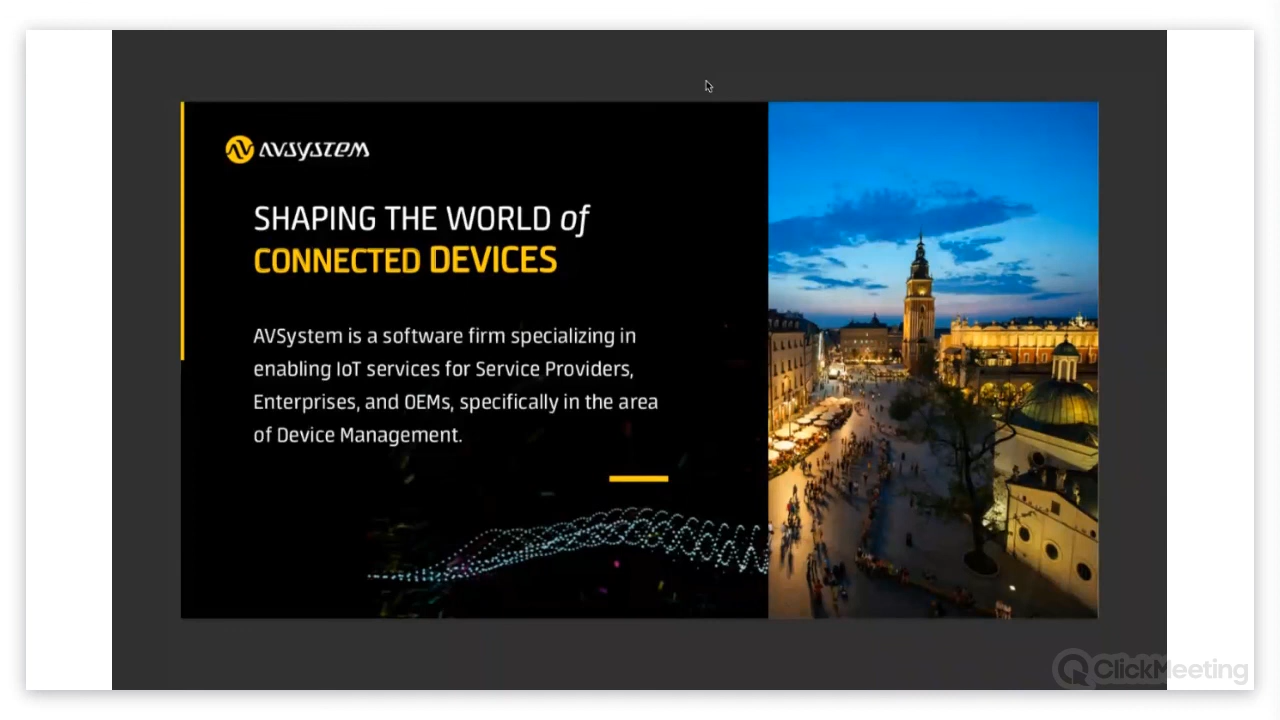 AVSYSTEM
SHAPING THE WORLD of
CONNECTED DEVICES
AVSystem is a software firm specializing in
enabling IoT services for Service Providers,
Enterprises, and OEMs, specifically in the area
of Device Management.
ClickMeeting